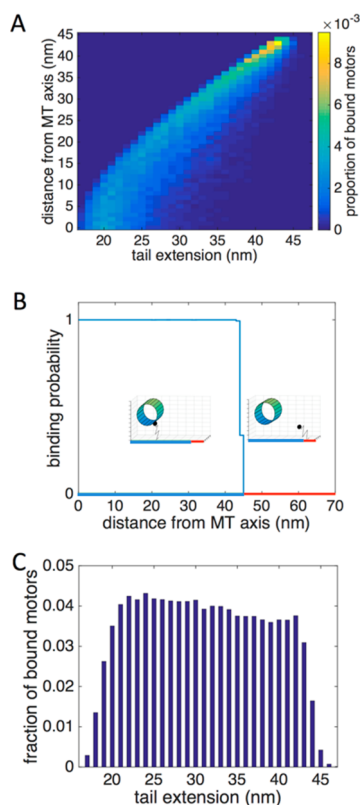 A
×10⁻³
distance from MT axis (nm)
45
40
35
30
25
20
15
10
5
0
20 25 30 35 40 45
tail extension (nm)
8
6
4
2
0
proportion of bound motors
B
binding probability
1
0
0 10 20 30 40 50 60 70
distance from MT axis (nm)
C
fraction of bound motors
0.05
0.04
0.03
0.02
0.01
0
20 25 30 35 40 45
tail extension (nm)